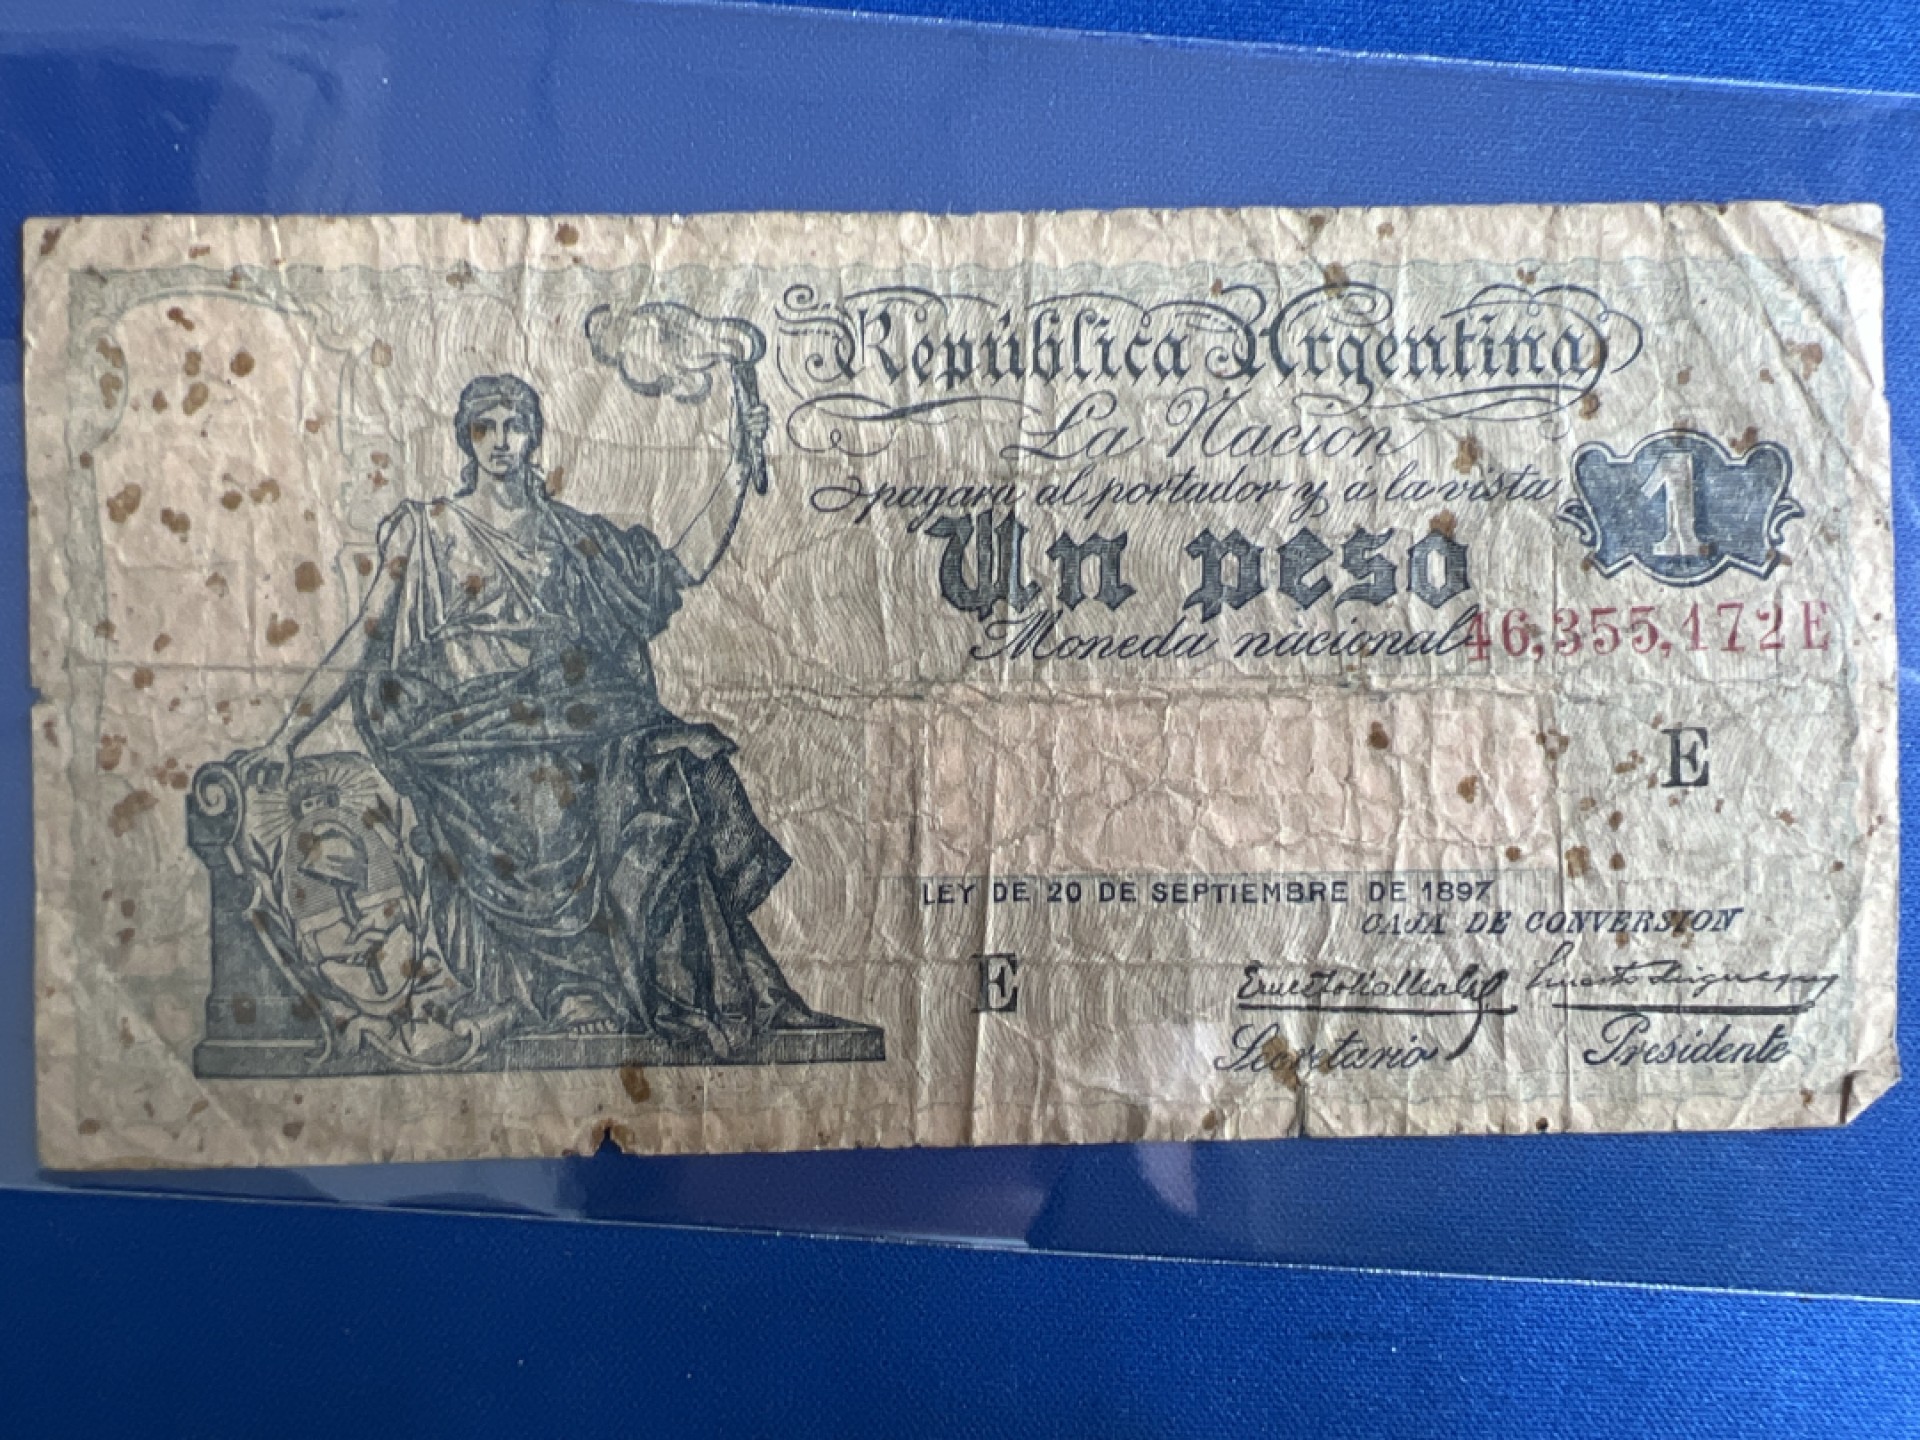 República Argentina
La Nacion
pagara al portador y á la vista
Un peso
1
Moneda nacional
46,355,172 E
E
LEY DE 20 DE SEPTIEMBRE DE 1897
CAJA DE CONVERSION
E
Secretario
Presidente